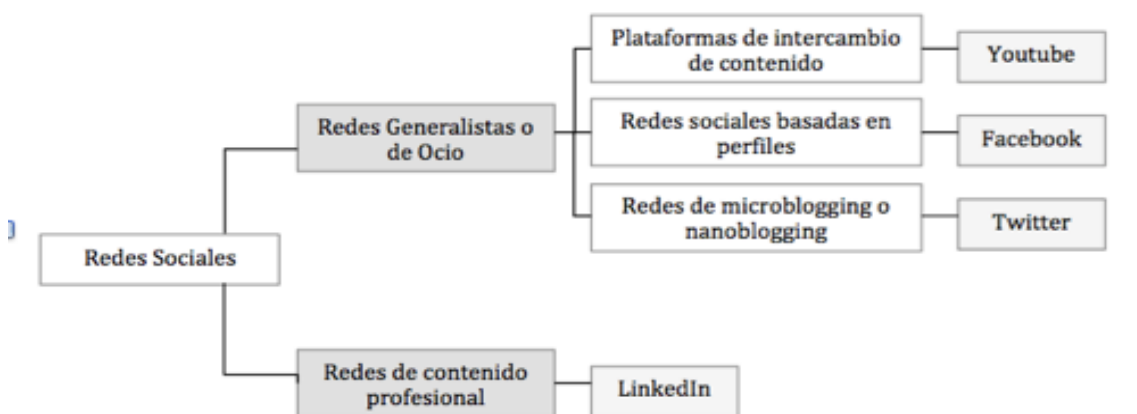 Plataformas de intercambio
de contenido
Youtube
Redes Generalistas o
de Ocio
Redes sociales basadas en
perfiles
Facebook
Redes de microblogging o
nanoblogging
Twitter
Redes Sociales
Redes de contenido
profesional
LinkedIn